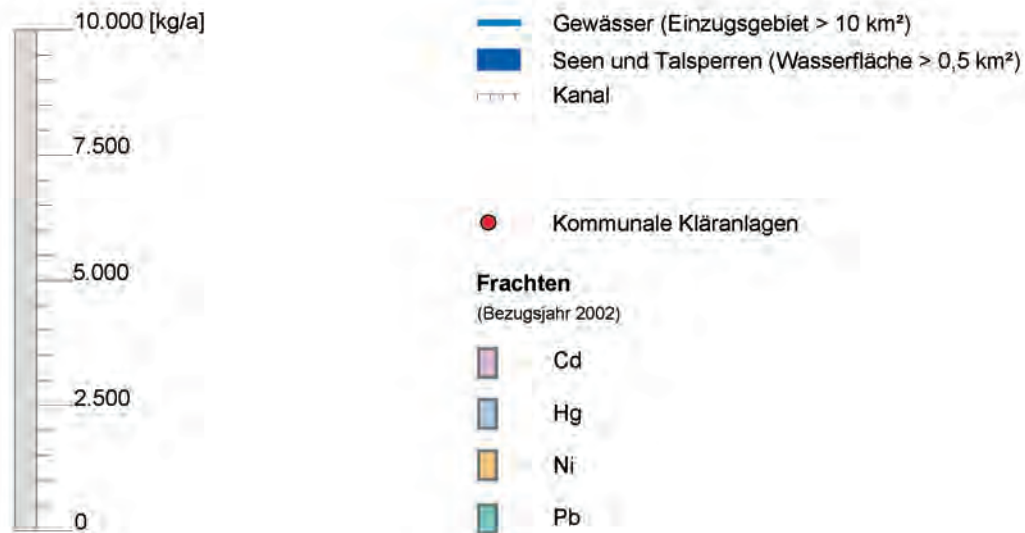 10.000 [kg/a]
7.500
5.000
2.500
0
Gewässer (Einzugsgebiet > 10 km²)
Seen und Talsperren (Wasserfläche > 0,5 km²)
Kanal
Kommunale Kläranlagen
Frachten
(Bezugsjahr 2002)
Cd
Hg
Ni
Pb